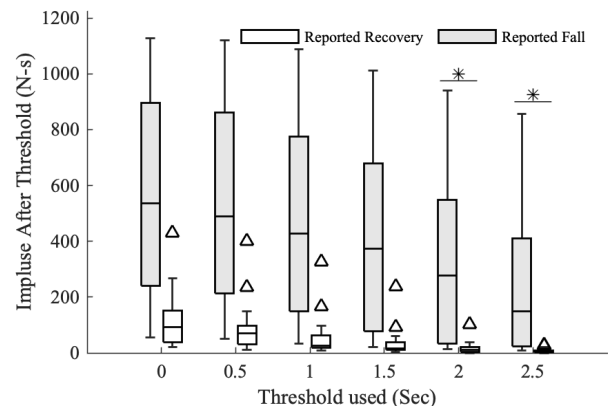 Reported Recovery Reported Fall
Impluse After Threshold (N-s)
1200
1000
800
600
400
200
0
* *
0 0.5 1 1.5 2 2.5
Threshold used (Sec)